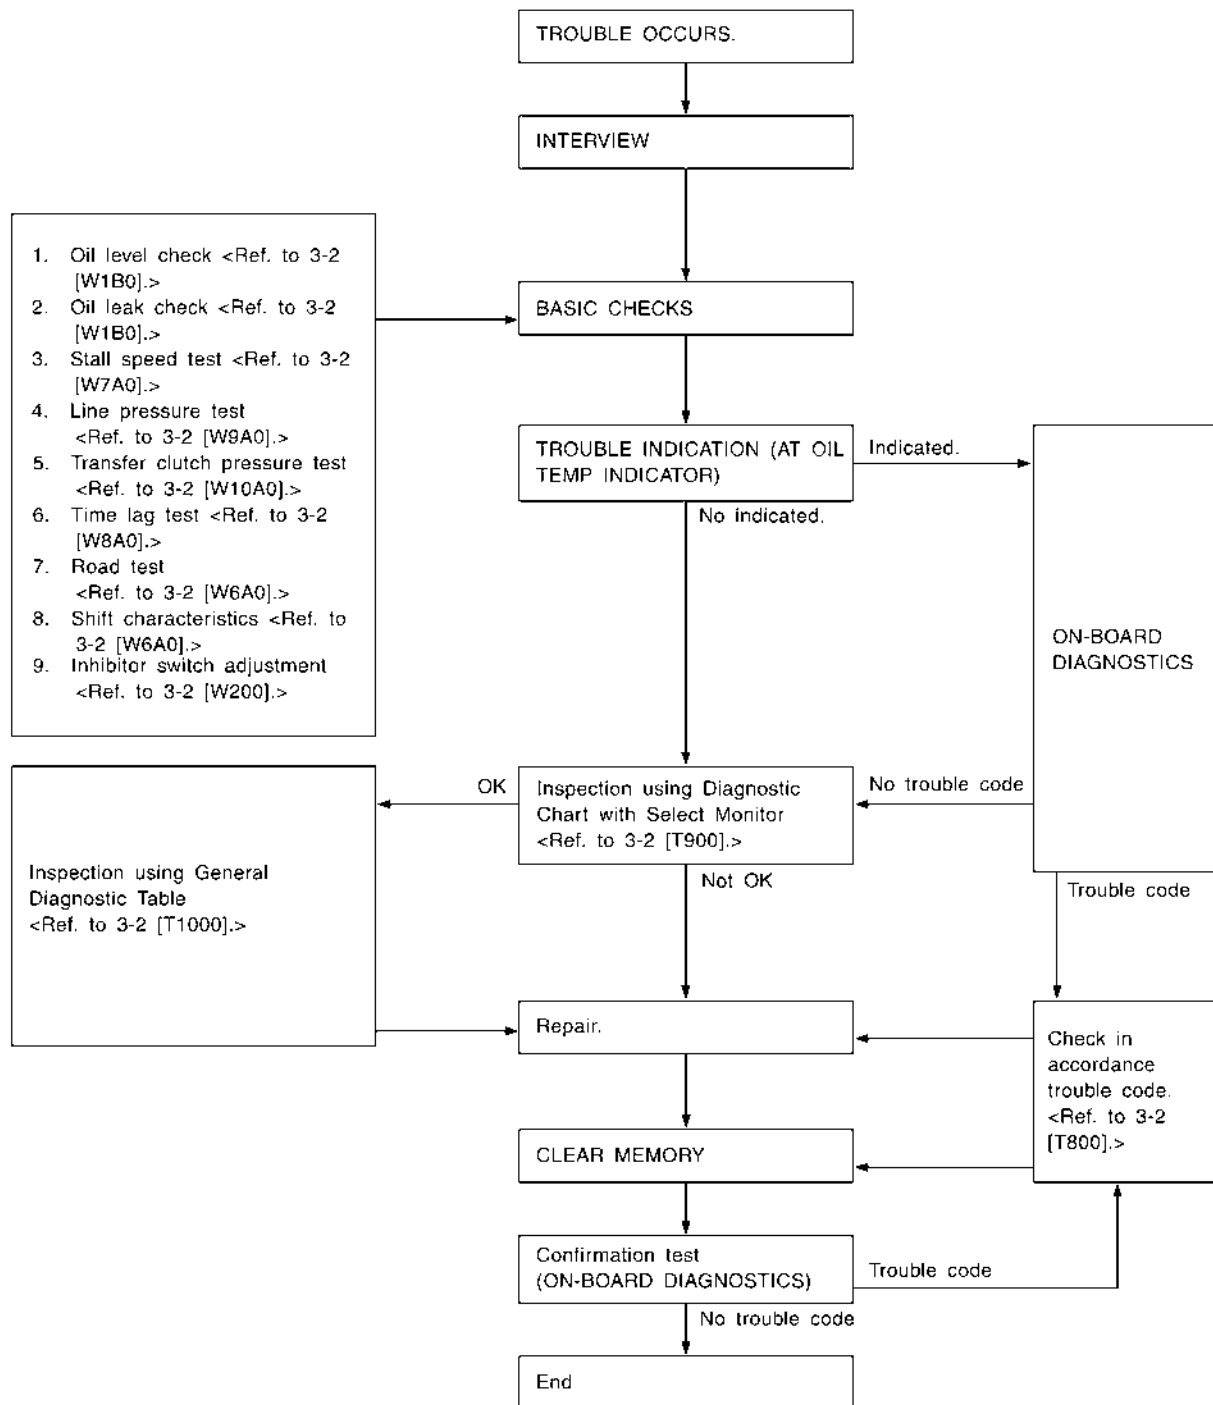 TROUBLE OCCURS.
INTERVIEW
1. Oil level check <Ref. to 3-2
[W1B0].>
2. Oil leak check <Ref. to 3-2
[W1B0].>
3. Stall speed test <Ref. to 3-2
[W7A0].>
4. Line pressure test
<Ref. to 3-2 [W9A0].>
5. Transfer clutch pressure test
<Ref. to 3-2 [W10A0].>
6. Time lag test <Ref. to 3-2
[W8A0].>
7. Road test
<Ref. to 3-2 [W6A0].>
8. Shift characteristics <Ref. to
3-2 [W6A0].>
9. Inhibitor switch adjustment
<Ref. to 3-2 [W200].>
BASIC CHECKS
TROUBLE INDICATION (AT OIL
TEMP INDICATOR)
Indicated.
No indicated.
ON-BOARD
DIAGNOSTICS
OK
Inspection using Diagnostic
Chart with Select Monitor
<Ref. to 3-2 [T900].>
No trouble code
Not OK
Trouble code
Inspection using General
Diagnostic Table
<Ref. to 3-2 [T1000].>
Repair.
Check in
accordance
trouble code.
<Ref. to 3-2
[T800].>
CLEAR MEMORY
Confirmation test
(ON-BOARD DIAGNOSTICS)
Trouble code
No trouble code
End